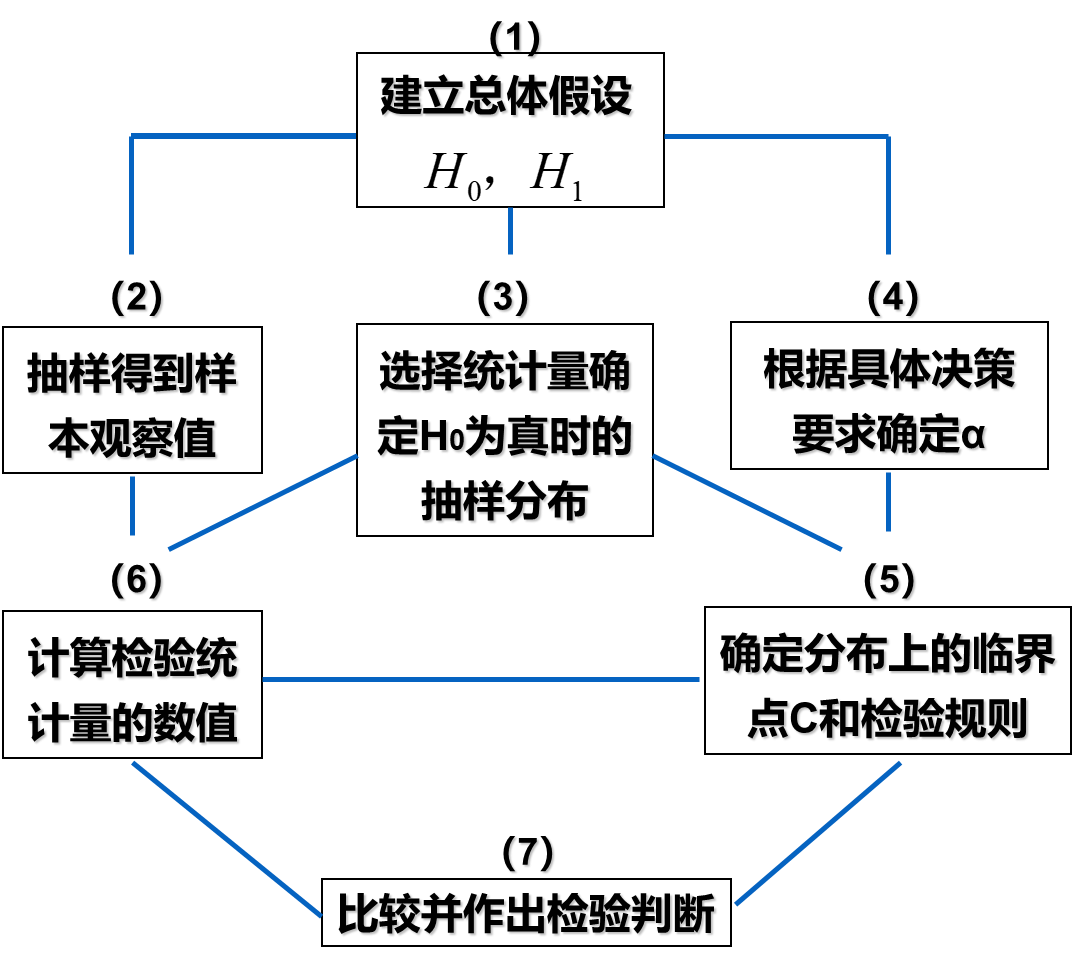 (1)
建立总体假设
H₀，H₁
(2)
抽样得到样
本观察值
(3)
选择统计量确
定H₀为真时的
抽样分布
(4)
根据具体决策
要求确定α
(6)
计算检验统
计量的数值
(5)
确定分布上的临界
点C和检验规则
(7)
比较并作出检验判断